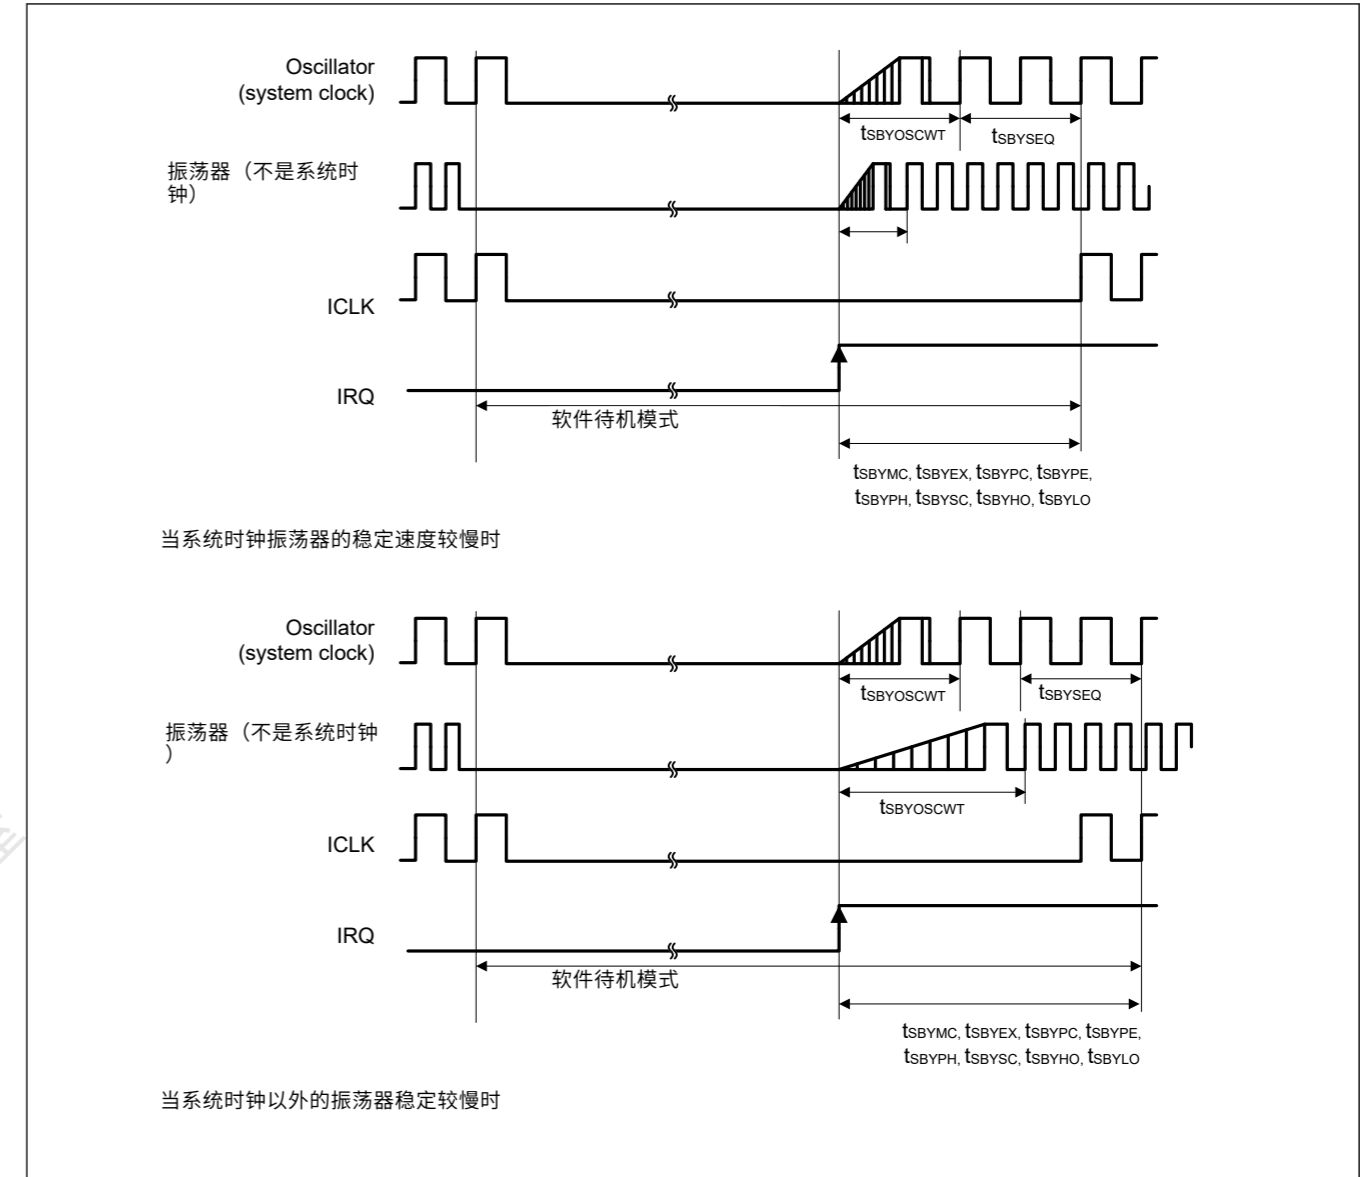 Oscillator
(system clock)
tSBYOSCWT
tSBYSEQ
振荡器（不是系统时
钟）
ICLK
IRQ
软件待机模式
tSBYMC, tSBYEX, tSBYPC, tSBYPE,
tSBYPH, tSBYSC, tSBYHO, tSBYLO
当系统时钟振荡器的稳定速度较慢时
Oscillator
(system clock)
tSBYOSCWT
tSBYSEQ
振荡器（不是系统时钟
）
tSBYOSCWT
ICLK
IRQ
软件待机模式
tSBYMC, tSBYEX, tSBYPC, tSBYPE,
tSBYPH, tSBYSC, tSBYHO, tSBYLO
当系统时钟以外的振荡器稳定较慢时